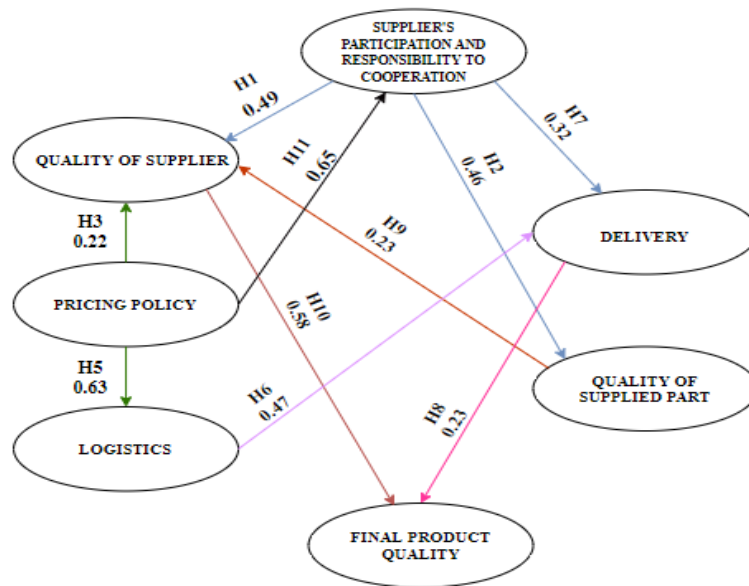 SUPPLIER'S
PARTICIPATION AND
RESPONSIBILITY TO
COOPERATION
H1
0.49
H7
0.32
H11
0.65
H2
0.46
QUALITY OF SUPPLIER
H9
0.23
H3
0.22
DELIVERY
PRICING POLICY
H10
0.58
H5
0.63
H6
0.47
H8
0.23
QUALITY OF
SUPPLIED PART
LOGISTICS
FINAL PRODUCT
QUALITY